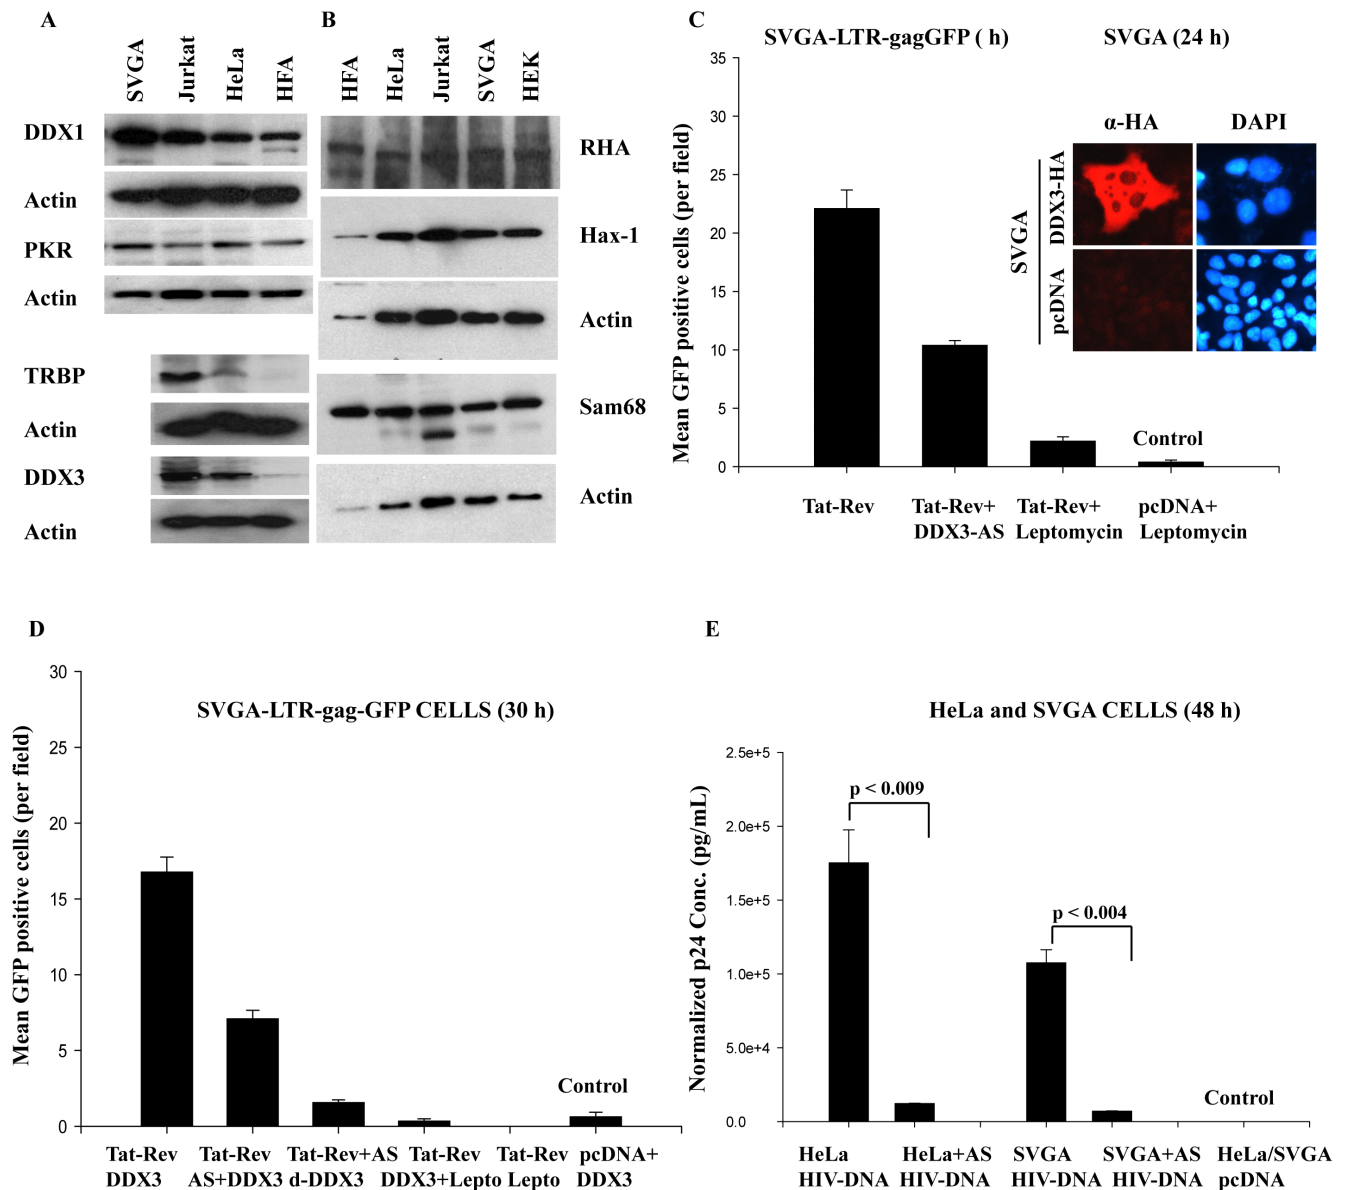 A
SVGA
Jurkat
HeLa
HFA
DDX1
Actin
PKR
Actin
TRBP
Actin
DDX3
Actin
B
HFA
HeLa
Jurkat
SVGA
HEK
RHA
Hax-1
Actin
Sam68
Actin
C
SVGA-LTR-gagGFP ( h)
SVGA (24 h)
Mean GFP positive cells (per field)
35
30
25
20
15
10
5
0
α-HA
DAPI
SVGA
DDX3-HA
pcDNA
Control
Tat-Rev
Tat-Rev+
DDX3-AS
Tat-Rev+
Leptomycin
pcDNA+
Leptomycin
D
SVGA-LTR-gag-GFP CELLS (30 h)
Mean GFP positive cells (per field)
30
25
20
15
10
5
0
Control
Tat-Rev
DDX3
Tat-Rev
AS+DDX3
Tat-Rev+AS
d-DDX3
Tat-Rev
DDX3+Lepto
Tat-Rev
Lepto
pcDNA+
DDX3
E
HeLa and SVGA CELLS (48 h)
Normalized p24 Conc. (pg/mL)
2.5e+5
2.0e+5
1.5e+5
1.0e+5
5.0e+4
0.0
p < 0.009
p < 0.004
Control
HeLa
HIV-DNA
HeLa+AS
HIV-DNA
SVGA
HIV-DNA
SVGA+AS
HIV-DNA
HeLa/SVGA
pcDNA